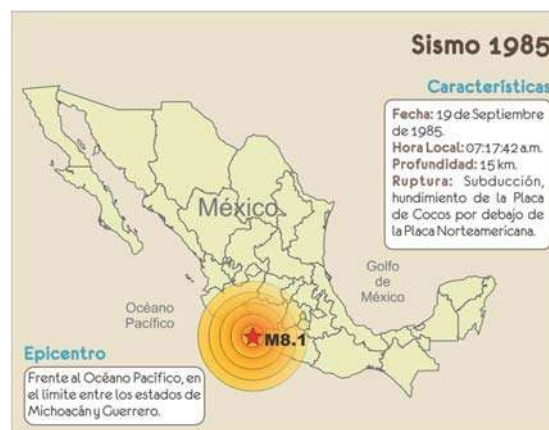 Sismo 1985
Características
Fecha: 19 de Septiembre
de 1985.
Hora Local: 07:17:42 a.m.
Profundidad: 15 km.
Ruptura: Subducción,
hundimiento de la Placa
de Cocos por debajo de
la Placa Norteamericana.
México
Golfo
de
México
Océano
Pacífico
M8.1
Epicentro
Frente al Océano Pacífico, en
el límite entre los estados de
Michoacán y Guerrero.